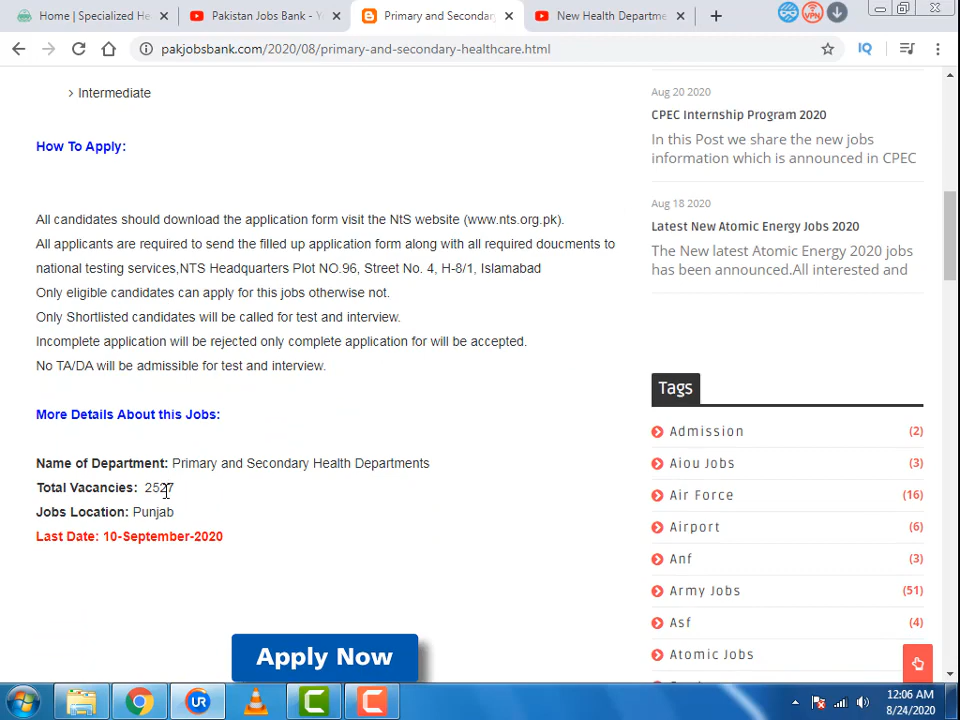 Home | Specialized He
Pakistan Jobs Bank - Y
Primary and Secondary
New Health Departme
pakjobsbank.com/2020/08/primary-and-secondary-healthcare.html
IQ
VPN
> Intermediate
How To Apply:
All candidates should download the application form visit the NtS website (www.nts.org.pk).
All applicants are required to send the filled up application form along with all required doucments to
national testing services,NTS Headquarters Plot NO.96, Street No. 4, H-8/1, Islamabad
Only eligible candidates can apply for this jobs otherwise not.
Only Shortlisted candidates will be called for test and interview.
Incomplete application will be rejected only complete application for will be accepted.
No TA/DA will be admissible for test and interview.
More Details About this Jobs:
Name of Department: Primary and Secondary Health Departments
Total Vacancies: 2527
Jobs Location: Punjab
Last Date: 10-September-2020
Apply Now
Aug 20 2020
CPEC Internship Program 2020
In this Post we share the new jobs
information which is announced in CPEC
Aug 18 2020
Latest New Atomic Energy Jobs 2020
The New latest Atomic Energy 2020 jobs
has been announced.All interested and
Tags
Admission (2)
Aiou Jobs (3)
Air Force (16)
Airport (6)
Anf (3)
Army Jobs (51)
Asf (4)
Atomic Jobs
UR
12:06 AM
8/24/2020